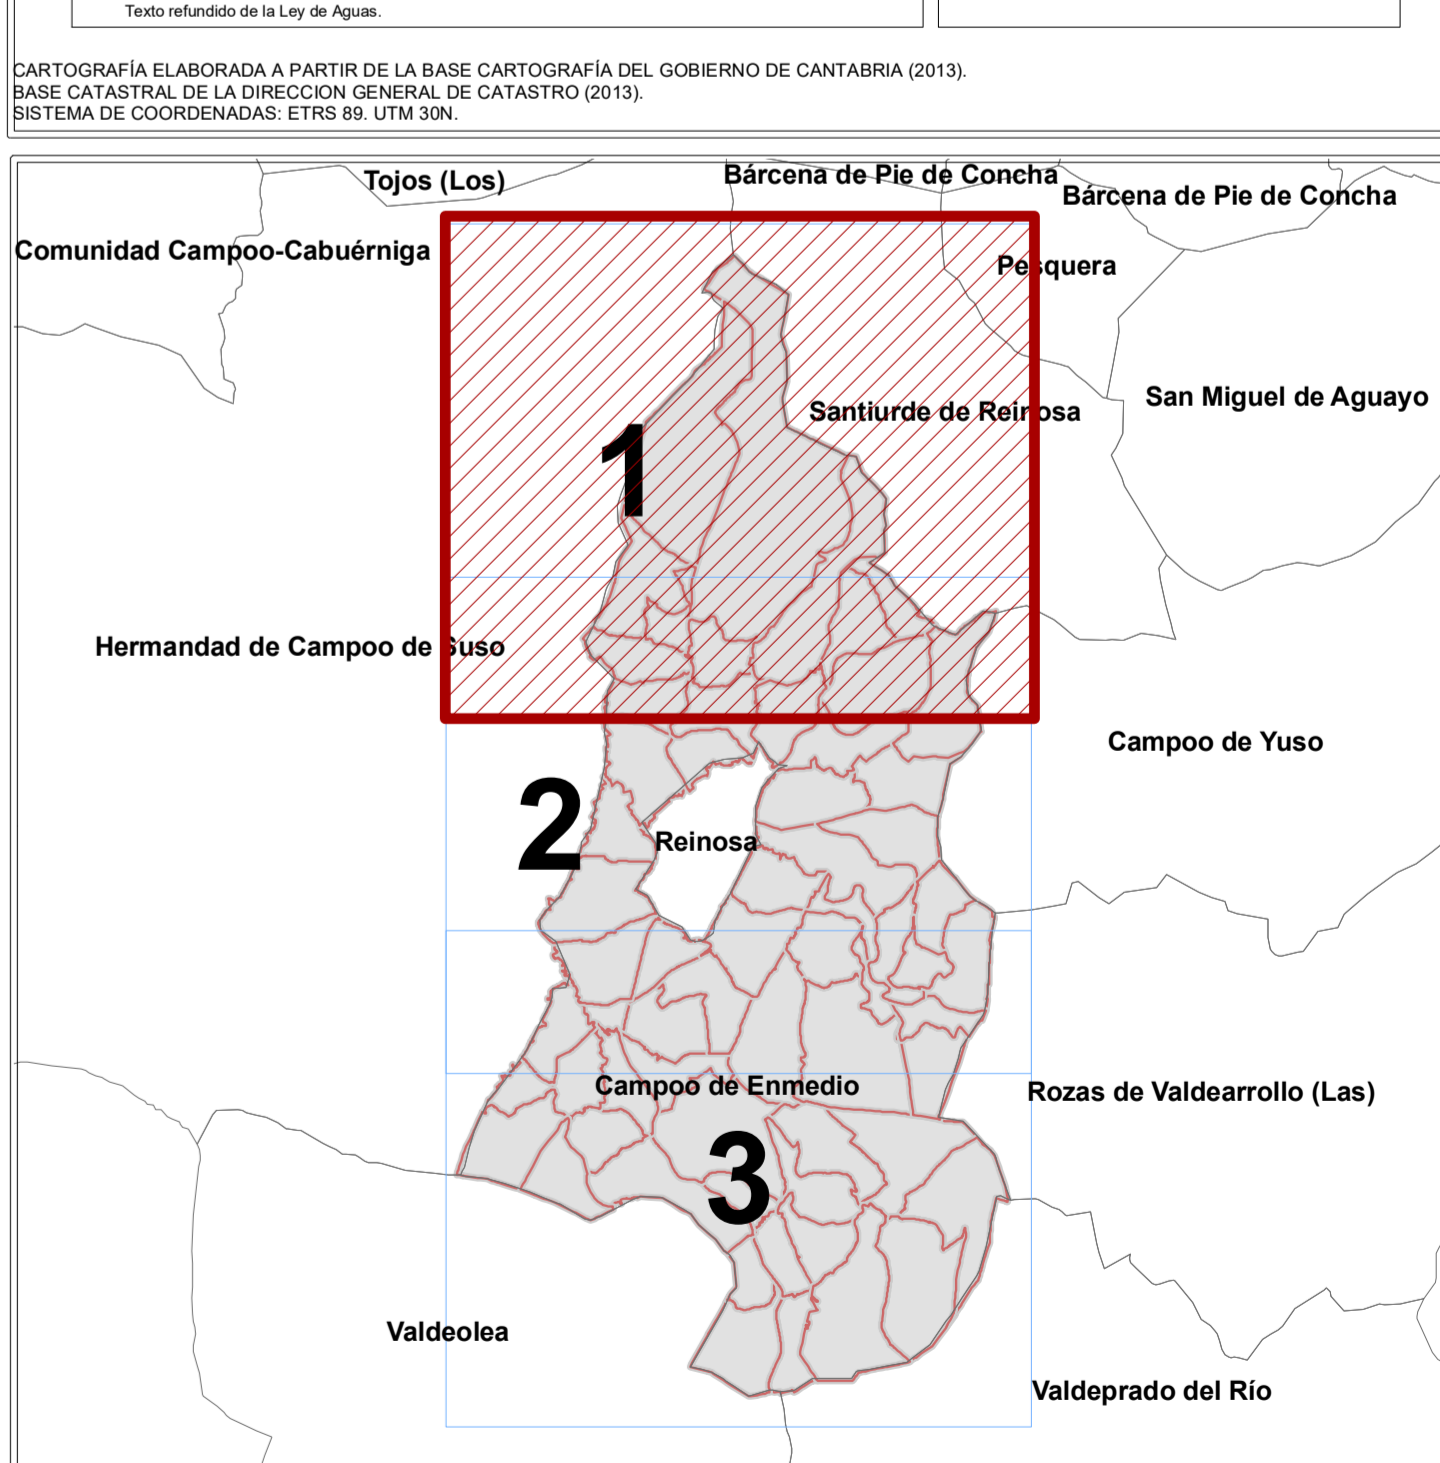 Texto refundido de la Ley de Aguas.
CARTOGRAFÍA ELABORADA A PARTIR DE LA BASE CARTOGRAFÍA DEL GOBIERNO DE CANTABRIA (2013).
BASE CATASTRAL DE LA DIRECCION GENERAL DE CATASTRO (2013).
SISTEMA DE COORDENADAS: ETRS 89. UTM 30N.
Tojos (Los)
Bárcena de Pie de Concha
Bárcena de Pie de Concha
Comunidad Campoo-Cabuérniga
Pesquera
San Miguel de Aguayo
Santiurde de Reinosa
1
Hermandad de Campoo de Suso
Campoo de Yuso
2
Reinosa
Campoo de Enmedio
Rozas de Valdearrollo (Las)
3
Valdeolea
Valdeprado del Río